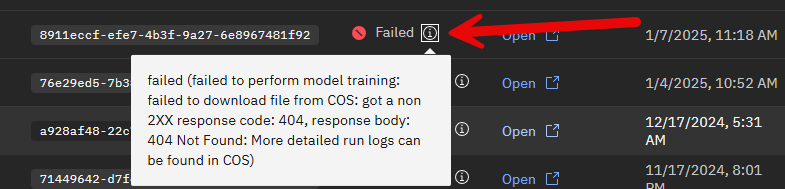 8911eccf-efe7-4b3f-9a27-6e8967481f92 Failed Open 1/7/2025, 11:18 AM
76e29ed5-7b3 Open 1/4/2025, 10:52 AM
failed (failed to perform model training:
failed to download file from COS: got a non
2XX response code: 404, response body:
404 Not Found: More detailed run logs can
be found in COS)
a928af48-22c Open 12/17/2024, 5:31
AM
71449642-d7f Open 11/17/2024, 8:01